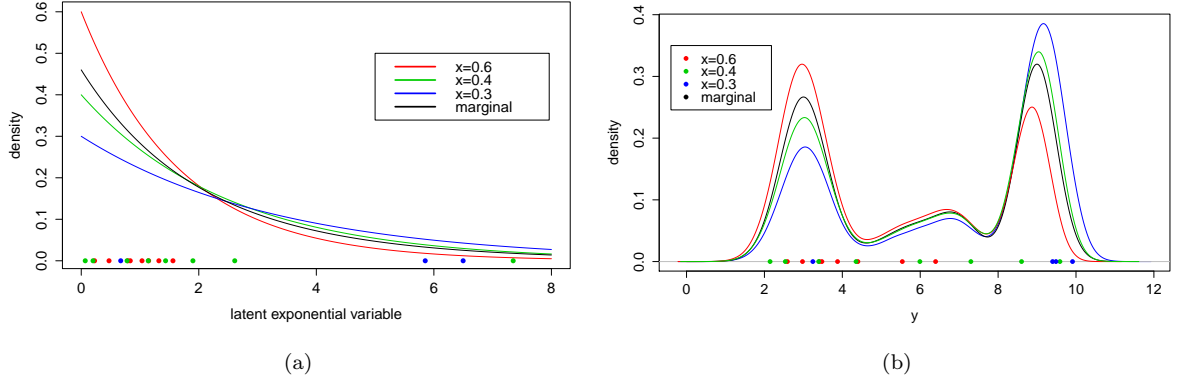 0.6
0.5
0.4
0.3
0.2
0.1
0.0
density
x=0.6
x=0.4
x=0.3
marginal
0 2 4 6 8
latent exponential variable
(a)
0.4
0.3
0.2
0.1
0.0
density
x=0.6
x=0.4
x=0.3
marginal
0 2 4 6 8 10 12
y
(b)